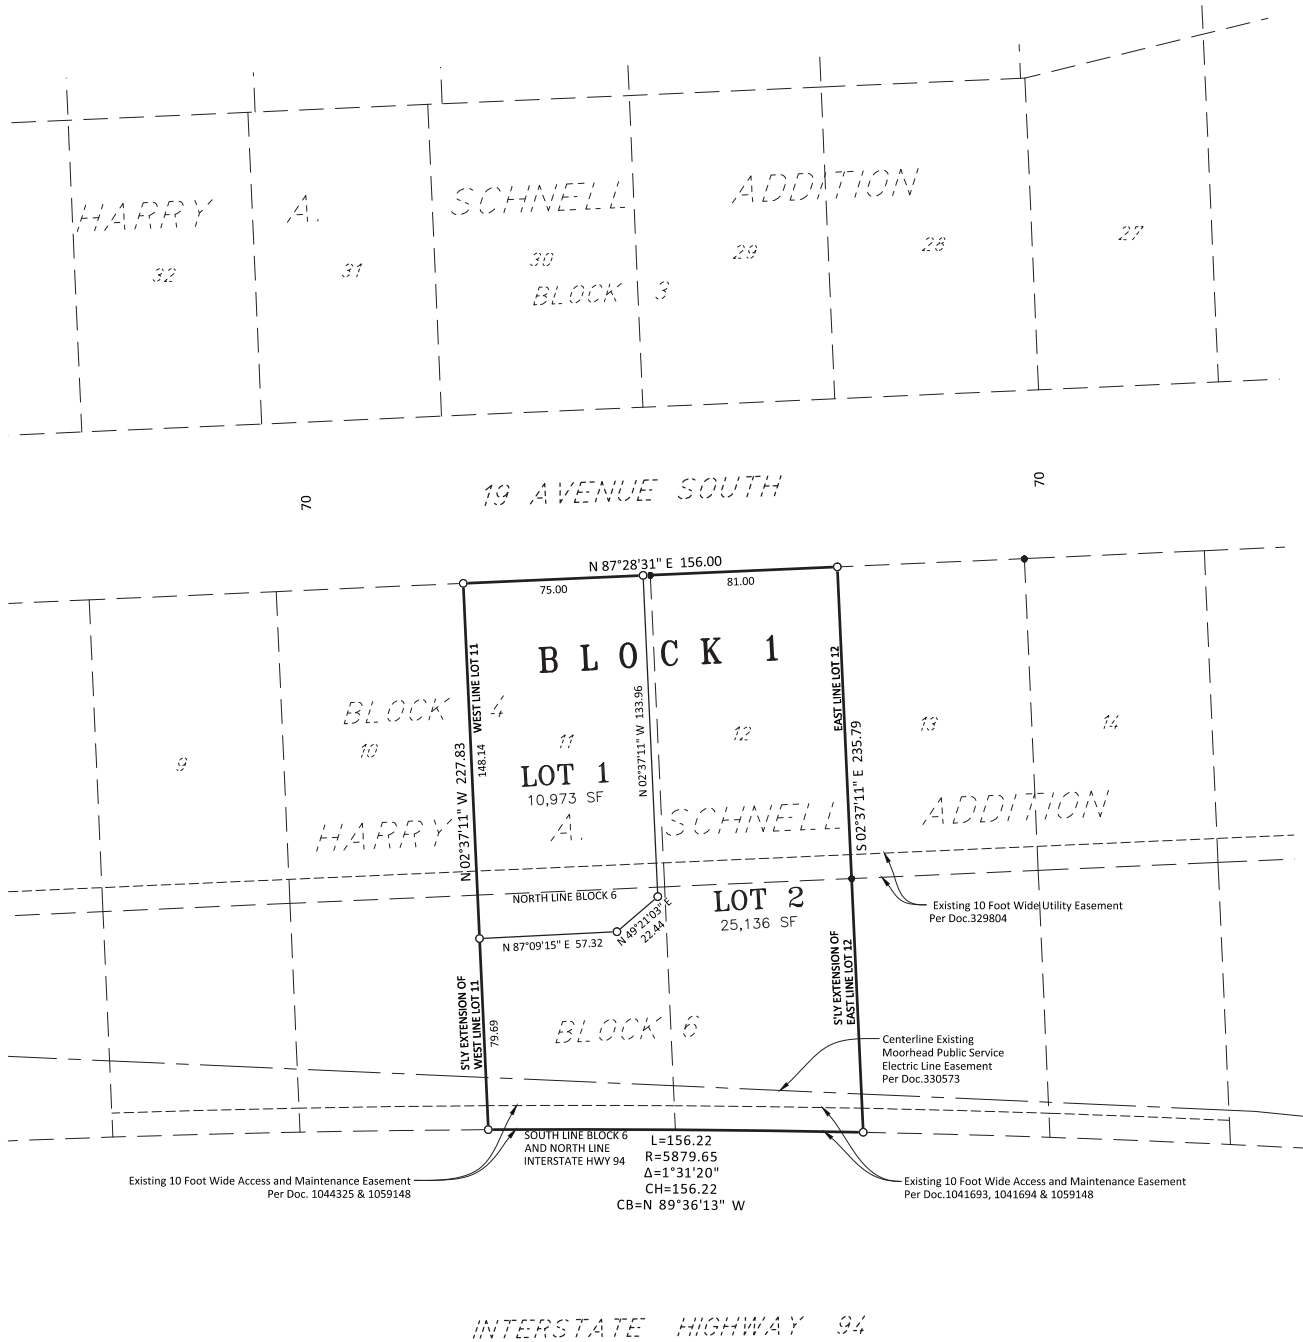 HARRY A. SCHNELL ADDITION
32
31
30
29
28
27
BLOCK 3
19 AVENUE SOUTH
70
70
N 87°28'31" E 156.00
75.00
81.00
BLOCK 1
WEST LINE LOT 11
EAST LINE LOT 12
N 02°37'11" W 133.96
N 02°37'11" W 227.83
148.14
S 02°37'11" E 235.79
BLOCK 4
9
10
11
12
13
14
LOT 1
10,973 SF
HARRY A. SCHNELL ADDITION
NORTH LINE BLOCK 6
LOT 2
25,136 SF
N 49°21'03" E
22.44
N 87°09'15" E 57.32
Existing 10 Foot Wide Utility Easement
Per Doc.329804
S'LY EXTENSION OF
WEST LINE LOT 11
79.69
S'LY EXTENSION OF
EAST LINE LOT 12
BLOCK 6
Centerline Existing
Moorhead Public Service
Electric Line Easement
Per Doc.330573
SOUTH LINE BLOCK 6
AND NORTH LINE
INTERSTATE HWY 94
L=156.22
R=5879.65
Δ=1°31'20"
CH=156.22
CB=N 89°36'13" W
Existing 10 Foot Wide Access and Maintenance Easement
Per Doc. 1044325 & 1059148
Existing 10 Foot Wide Access and Maintenance Easement
Per Doc.1041693, 1041694 & 1059148
INTERSTATE HIGHWAY 94